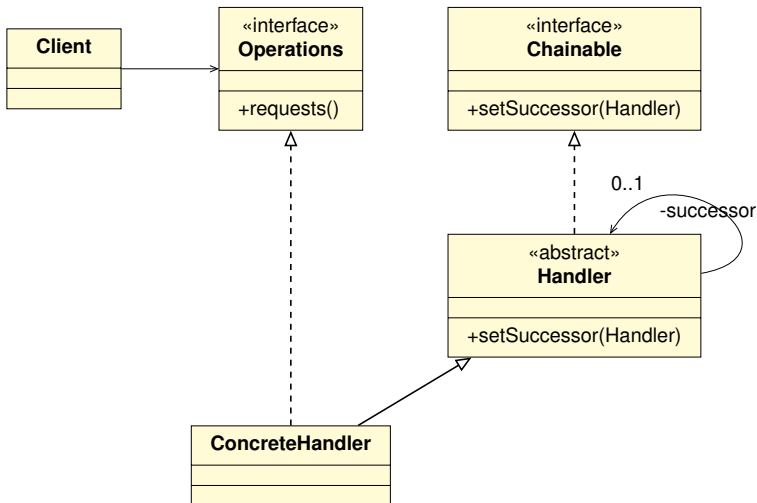 Client
«interface»
Operations
+requests()
«interface»
Chainable
+setSuccessor(Handler)
0..1
-successor
«abstract»
Handler
+setSuccessor(Handler)
ConcreteHandler